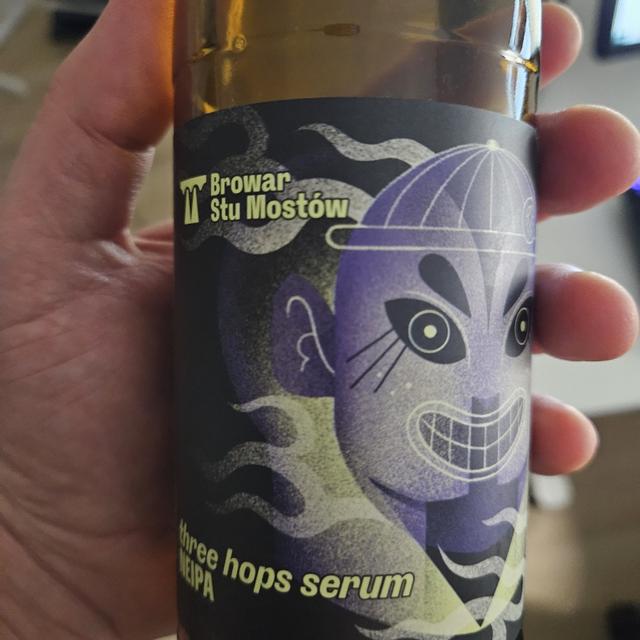 Browar
Stu Mostów
three hops serum
NEIPA